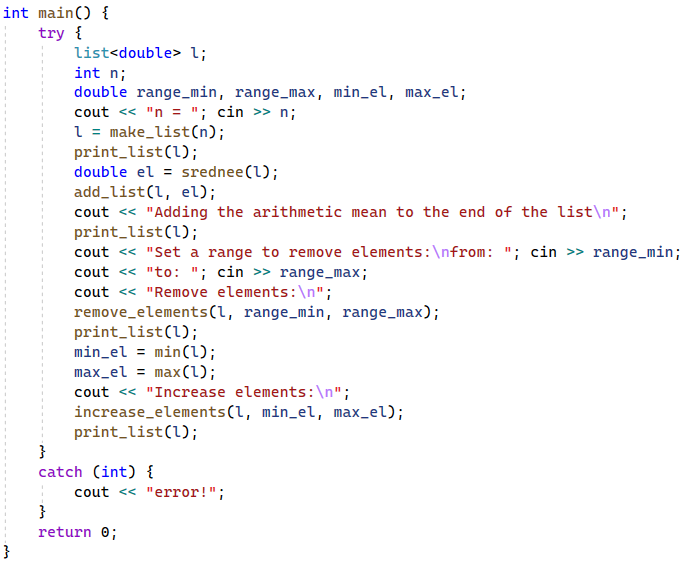 int main() {
    try {
        list<double> l;
        int n;
        double range_min, range_max, min_el, max_el;
        cout << "n = "; cin >> n;
        l = make_list(n);
        print_list(l);
        double el = srednee(l);
        add_list(l, el);
        cout << "Adding the arithmetic mean to the end of the list\n";
        print_list(l);
        cout << "Set a range to remove elements:\nfrom: "; cin >> range_min;
        cout << "to: "; cin >> range_max;
        cout << "Remove elements:\n";
        remove_elements(l, range_min, range_max);
        print_list(l);
        min_el = min(l);
        max_el = max(l);
        cout << "Increase elements:\n";
        increase_elements(l, min_el, max_el);
        print_list(l);
    }
    catch (int) {
        cout << "error!";
    }
    return 0;
}